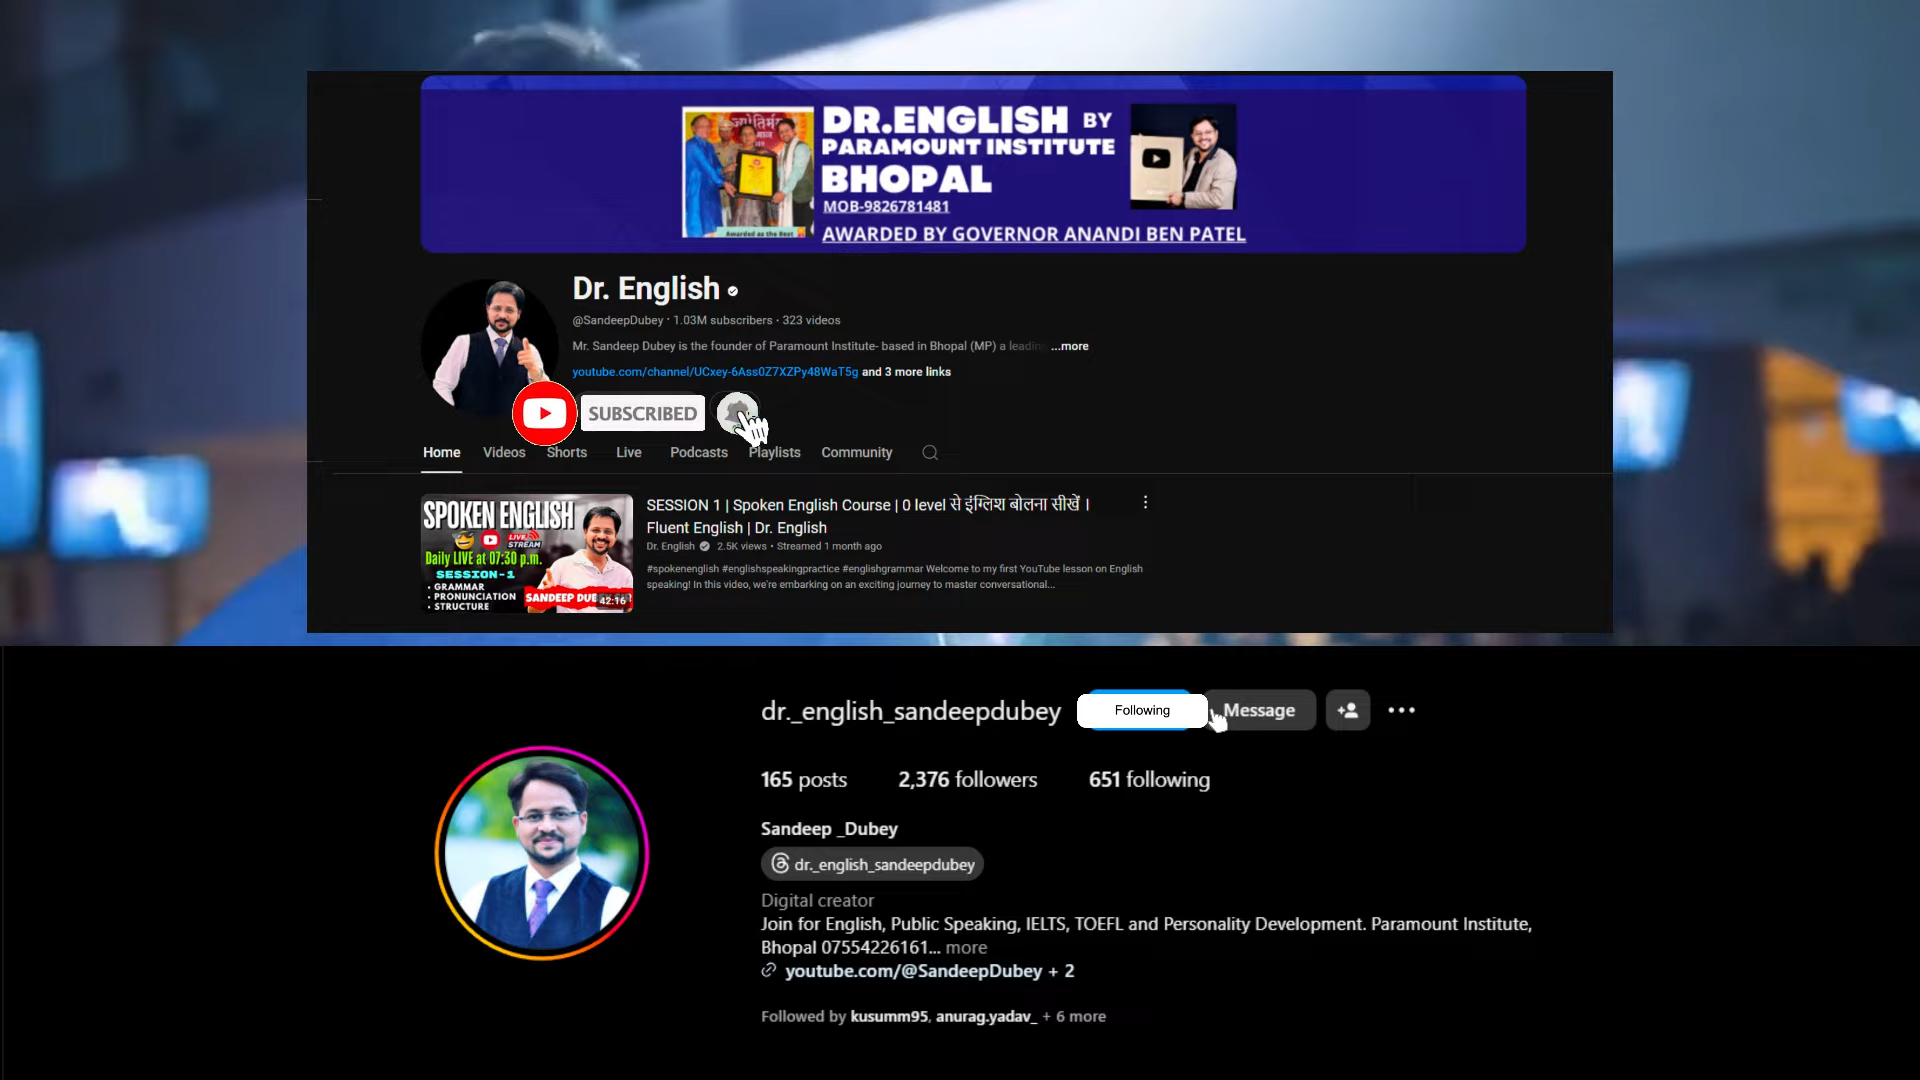 DR.ENGLISH BY
PARAMOUNT INSTITUTE
BHOPAL
MOB-9826781481
AWARDED BY GOVERNOR ANANDI BEN PATEL
Awarded as the Best
Dr. English
@SandeepDubey · 1.03M subscribers · 323 videos
Mr. Sandeep Dubey is the founder of Paramount Institute- based in Bhopal (MP) a leadin ...more
youtube.com/channel/UCxey-6Ass0Z7XZPy48WaT5g and 3 more links
SUBSCRIBED
Home Videos Shorts Live Podcasts Playlists Community
SPOKEN ENGLISH
LIVE STREAM
Daily LIVE at 07:30 p.m.
SESSION-1
• GRAMMAR
• PRONUNCIATION
• STRUCTURE
SANDEEP DUB
42:16
SESSION 1 | Spoken English Course | 0 level से इंग्लिश बोलना सीखें ।
Fluent English | Dr. English
Dr. English 2.5K views • Streamed 1 month ago
#spokenenglish #englishspeakingpractice #englishgrammar Welcome to my first YouTube lesson on English
speaking! In this video, we're embarking on an exciting journey to master conversational...
dr._english_sandeepdubey Following Message
165 posts 2,376 followers 651 following
Sandeep _Dubey
dr._english_sandeepdubey
Digital creator
Join for English, Public Speaking, IELTS, TOEFL and Personality Development. Paramount Institute,
Bhopal 07554226161... more
youtube.com/@SandeepDubey + 2
Followed by kusumm95, anurag.yadav_ + 6 more